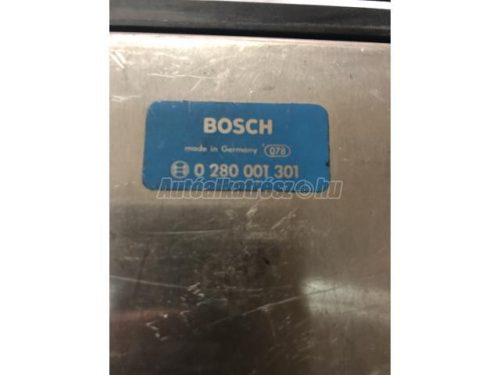 BOSCH
made in Germany 078
0 280 001 301
Autóalkatrész.hu